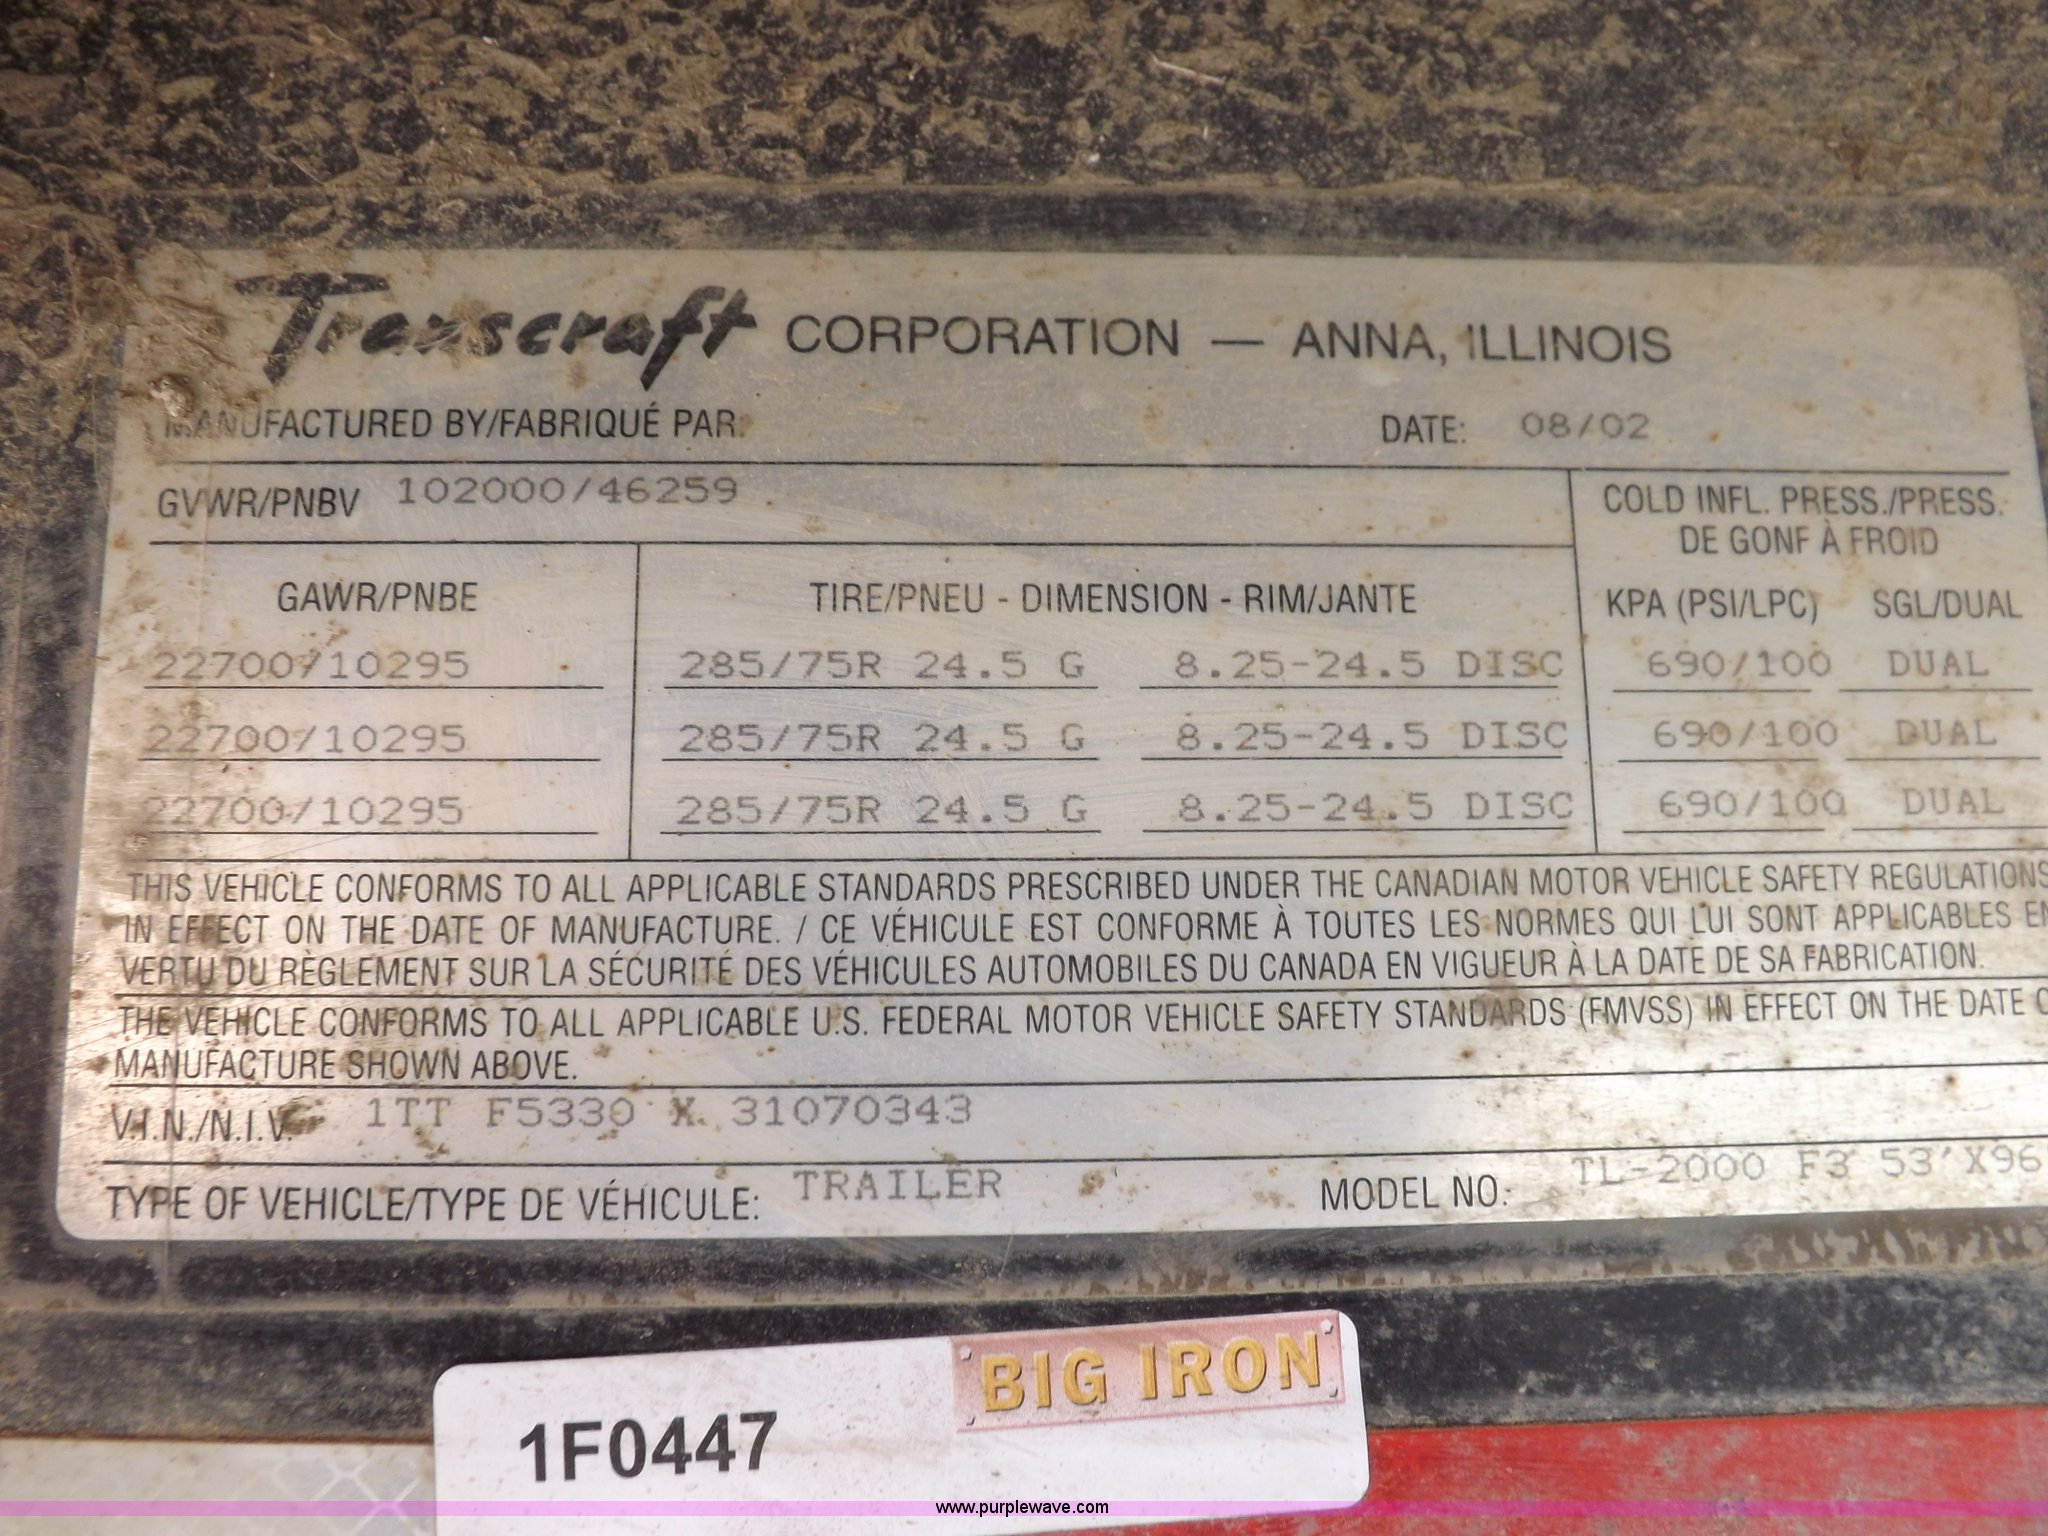 Transcraft CORPORATION — ANNA, ILLINOIS
MANUFACTURED BY/FABRIQUÉ PAR: DATE: 08/02
GVWR/PNBV 102000/46259
COLD INFL. PRESS./PRESS.
DE GONF À FROID
GAWR/PNBE TIRE/PNEU - DIMENSION - RIM/JANTE KPA (PSI/LPC) SGL/DUAL
22700/10295 285/75R 24.5 G 8.25-24.5 DISC 690/100 DUAL
22700/10295 285/75R 24.5 G 8.25-24.5 DISC 690/100 DUAL
22700/10295 285/75R 24.5 G 8.25-24.5 DISC 690/100 DUAL
THIS VEHICLE CONFORMS TO ALL APPLICABLE STANDARDS PRESCRIBED UNDER THE CANADIAN MOTOR VEHICLE SAFETY REGULATIONS
IN EFFECT ON THE DATE OF MANUFACTURE. / CE VÉHICULE EST CONFORME À TOUTES LES NORMES QUI LUI SONT APPLICABLES EN
VERTU DU RÈGLEMENT SUR LA SÉCURITÉ DES VÉHICULES AUTOMOBILES DU CANADA EN VIGUEUR À LA DATE DE SA FABRICATION.
THE VEHICLE CONFORMS TO ALL APPLICABLE U.S. FEDERAL MOTOR VEHICLE SAFETY STANDARDS (FMVSS) IN EFFECT ON THE DATE
MANUFACTURE SHOWN ABOVE.
V.I.N./N.I.V. 1TT F5330 X 31070343
TYPE OF VEHICLE/TYPE DE VÉHICULE: TRAILER MODEL NO: TL-2000 F3 53'X96
BIG IRON
1F0447
www.purplewave.com